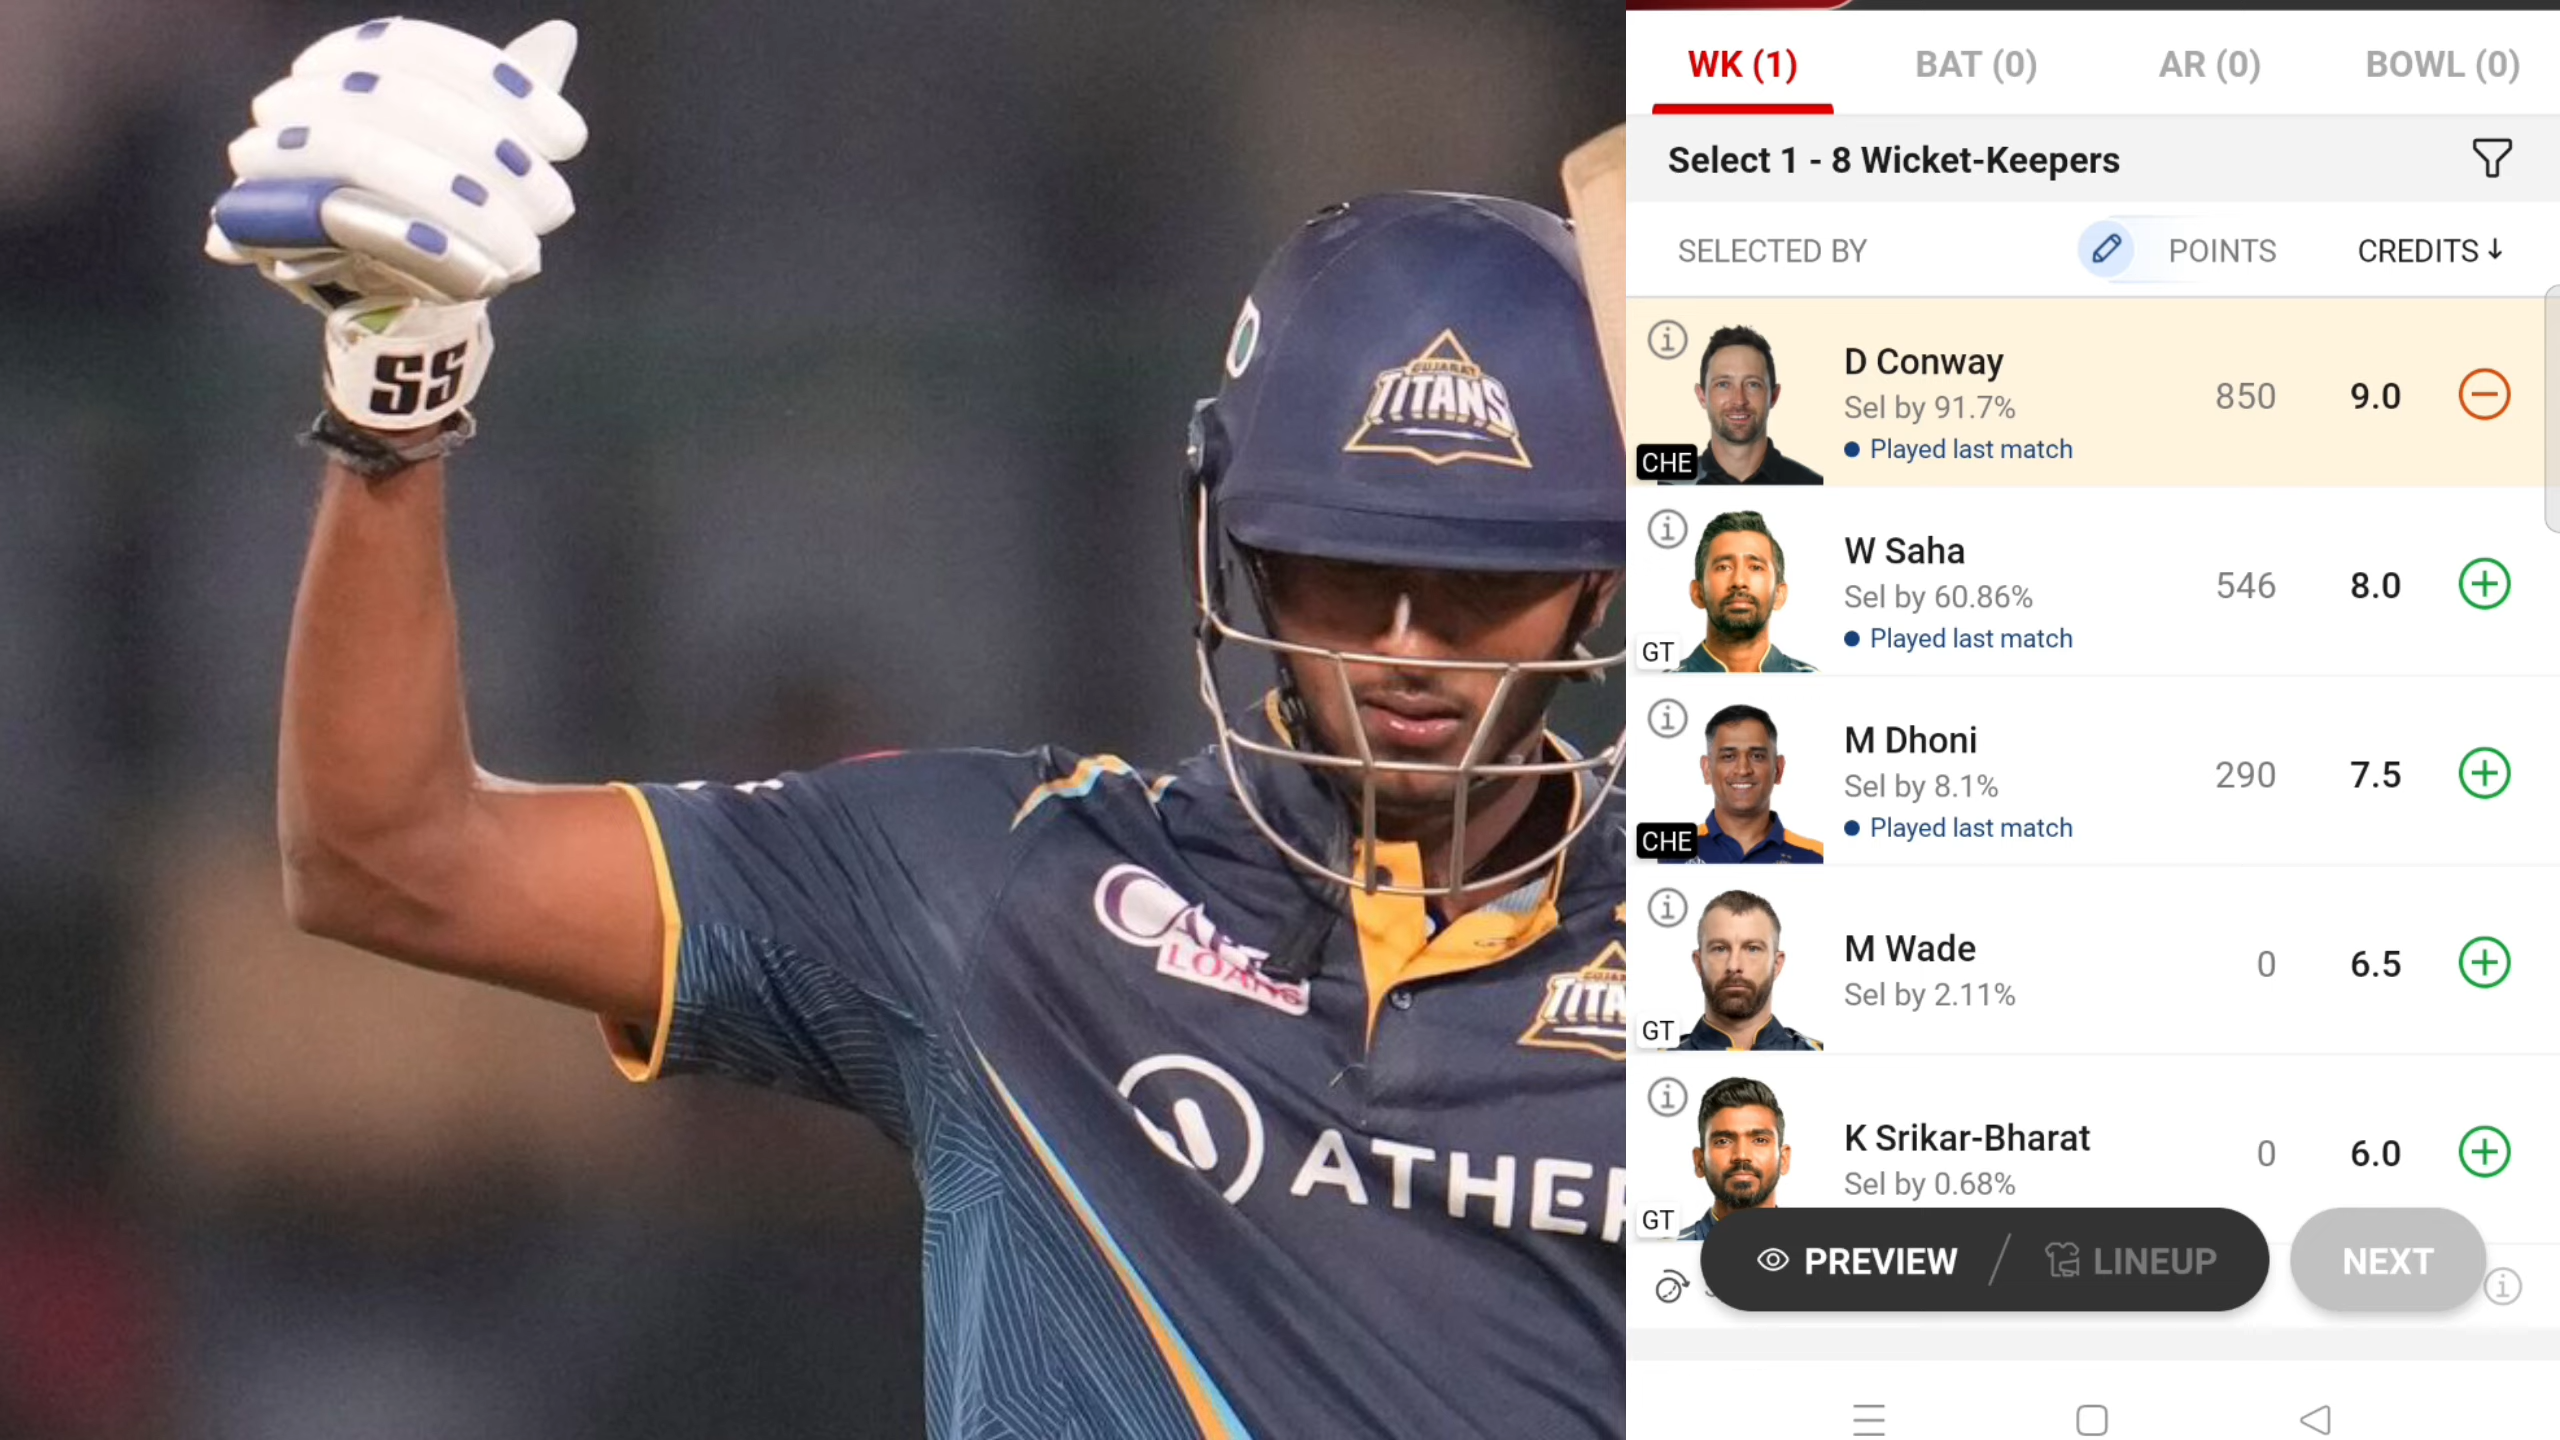 SS
GUJARAT
TITANS
LOANS
ATHE
WK (1)
BAT (0)
AR (0)
BOWL (0)
Select 1 - 8 Wicket-Keepers
SELECTED BY
POINTS
CREDITS ↓
D Conway
Sel by 91.7%
Played last match
CHE
850
9.0
W Saha
Sel by 60.86%
Played last match
GT
546
8.0
M Dhoni
Sel by 8.1%
Played last match
CHE
290
7.5
M Wade
Sel by 2.11%
GT
0
6.5
K Srikar-Bharat
Sel by 0.68%
GT
0
6.0
PREVIEW / LINEUP
NEXT